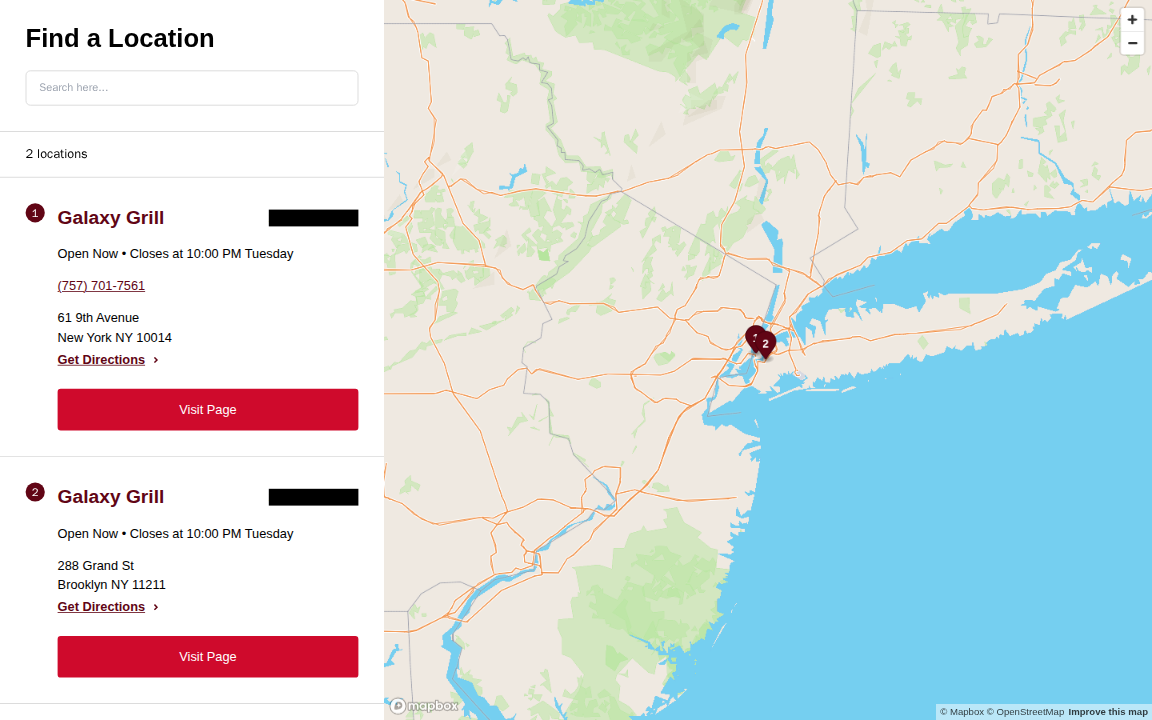 Find a Location
Search here...
2 locations
1
Galaxy Grill
Open Now • Closes at 10:00 PM Tuesday
(757) 701-7561
61 9th Avenue
New York NY 10014
Get Directions
Visit Page
2
Galaxy Grill
Open Now • Closes at 10:00 PM Tuesday
288 Grand St
Brooklyn NY 11211
Get Directions
Visit Page
1
2
mapbox
© Mapbox © OpenStreetMap Improve this map